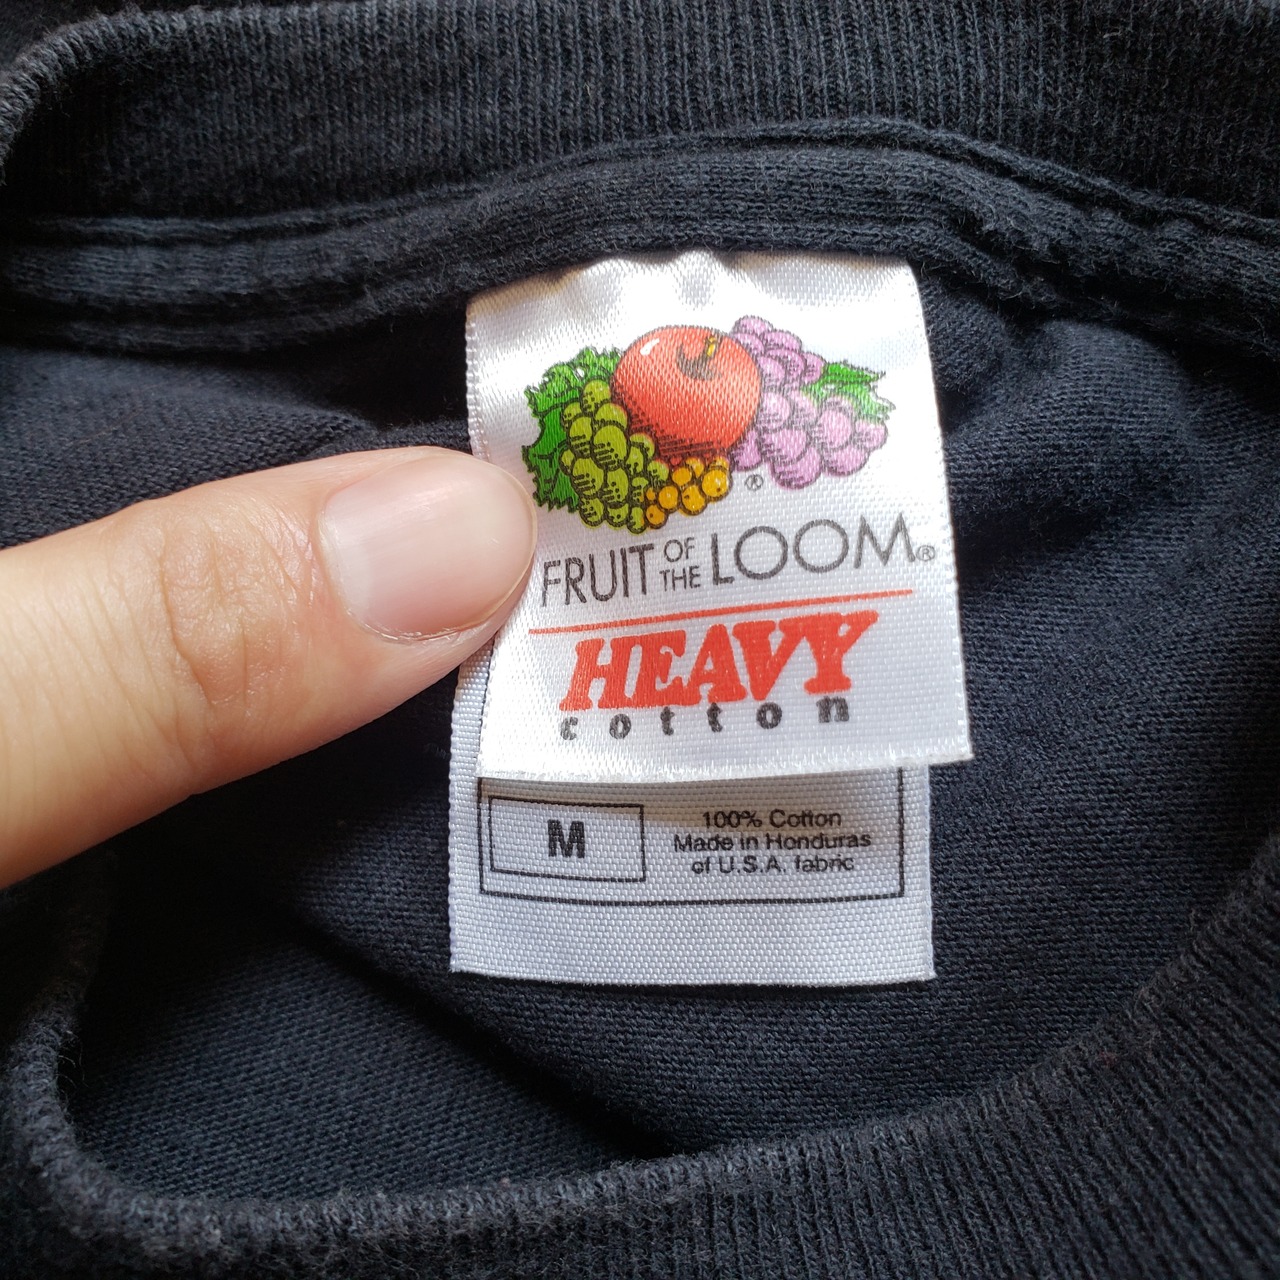 ®
FRUIT OF THE LOOM®
HEAVY
cotton
M
100% Cotton
Made in Honduras
of U.S.A. fabric